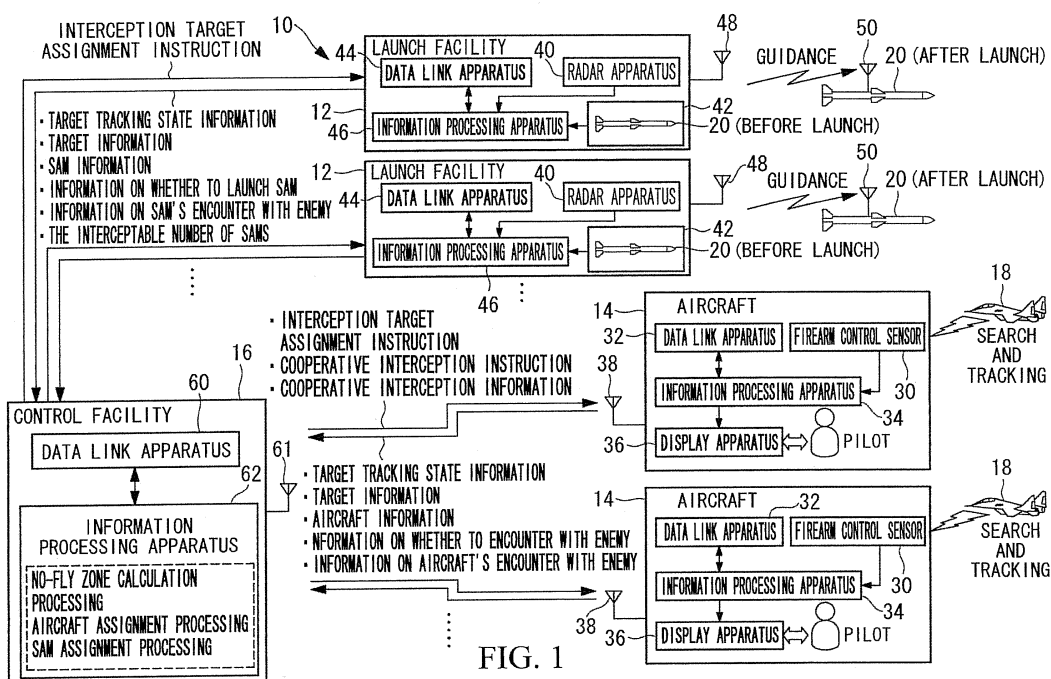 INTERCEPTION TARGET
ASSIGNMENT INSTRUCTION
10
· TARGET TRACKING STATE INFORMATION
· TARGET INFORMATION
· SAM INFORMATION
· INFORMATION ON WHETHER TO LAUNCH SAM
· INFORMATION ON SAM'S ENCOUNTER WITH ENEMY
· THE INTERCEPTABLE NUMBER OF SAMS
LAUNCH FACILITY
44
DATA LINK APPARATUS
40
RADAR APPARATUS
48
12
46
INFORMATION PROCESSING APPARATUS
42
20 (BEFORE LAUNCH)
GUIDANCE
50
20 (AFTER LAUNCH)
12
LAUNCH FACILITY
44
DATA LINK APPARATUS
40
RADAR APPARATUS
48
INFORMATION PROCESSING APPARATUS
46
42
20 (BEFORE LAUNCH)
GUIDANCE
50
20 (AFTER LAUNCH)
· INTERCEPTION TARGET
ASSIGNMENT INSTRUCTION
· COOPERATIVE INTERCEPTION INSTRUCTION
· COOPERATIVE INTERCEPTION INFORMATION
16
CONTROL FACILITY
60
DATA LINK APPARATUS
61
62
INFORMATION
PROCESSING APPARATUS
NO-FLY ZONE CALCULATION
PROCESSING
AIRCRAFT ASSIGNMENT PROCESSING
SAM ASSIGNMENT PROCESSING
· TARGET TRACKING STATE INFORMATION
· TARGET INFORMATION
· AIRCRAFT INFORMATION
· NFORMATION ON WHETHER TO ENCOUNTER WITH ENEMY
· INFORMATION ON AIRCRAFT'S ENCOUNTER WITH ENEMY
38
14
AIRCRAFT
32
DATA LINK APPARATUS
FIREARM CONTROL SENSOR
30
INFORMATION PROCESSING APPARATUS
34
36
DISPLAY APPARATUS
PILOT
18
SEARCH
AND
TRACKING
38
14
AIRCRAFT
32
DATA LINK APPARATUS
FIREARM CONTROL SENSOR
30
INFORMATION PROCESSING APPARATUS
34
36
DISPLAY APPARATUS
PILOT
18
SEARCH
AND
TRACKING
FIG. 1